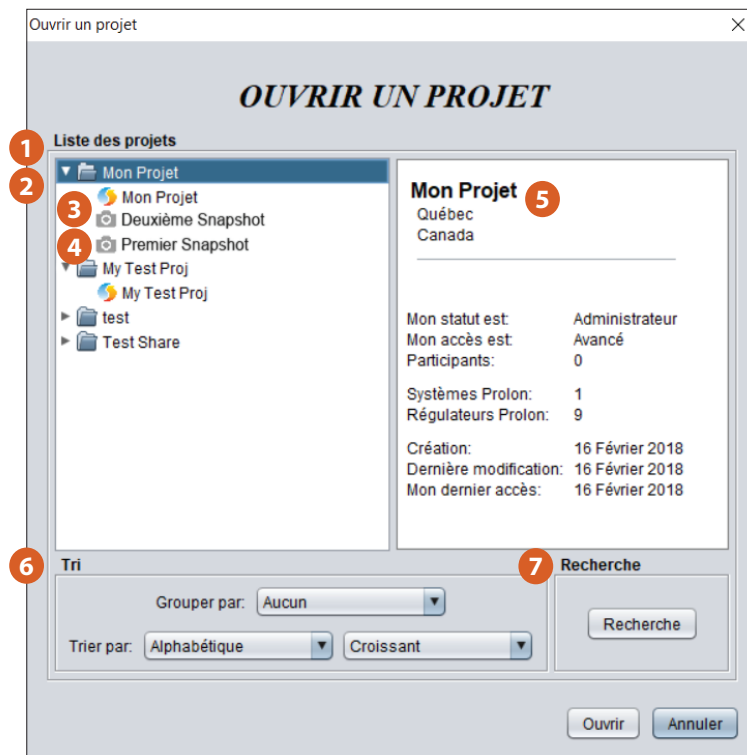 Ouvrir un projet
OUVRIR UN PROJET
1 Liste des projets
2 Mon Projet
Mon Projet
3 Deuxième Snapshot
4 Premier Snapshot
My Test Proj
My Test Proj
test
Test Share
Mon Projet 5
Québec
Canada
Mon statut est: Administrateur
Mon accès est: Avancé
Participants: 0
Systèmes Prolon: 1
Régulateurs Prolon: 9
Création: 16 Février 2018
Dernière modification: 16 Février 2018
Mon dernier accès: 16 Février 2018
6 Tri
Grouper par: Aucun
Trier par: Alphabétique Croissant
7 Recherche
Recherche
Ouvrir Annuler